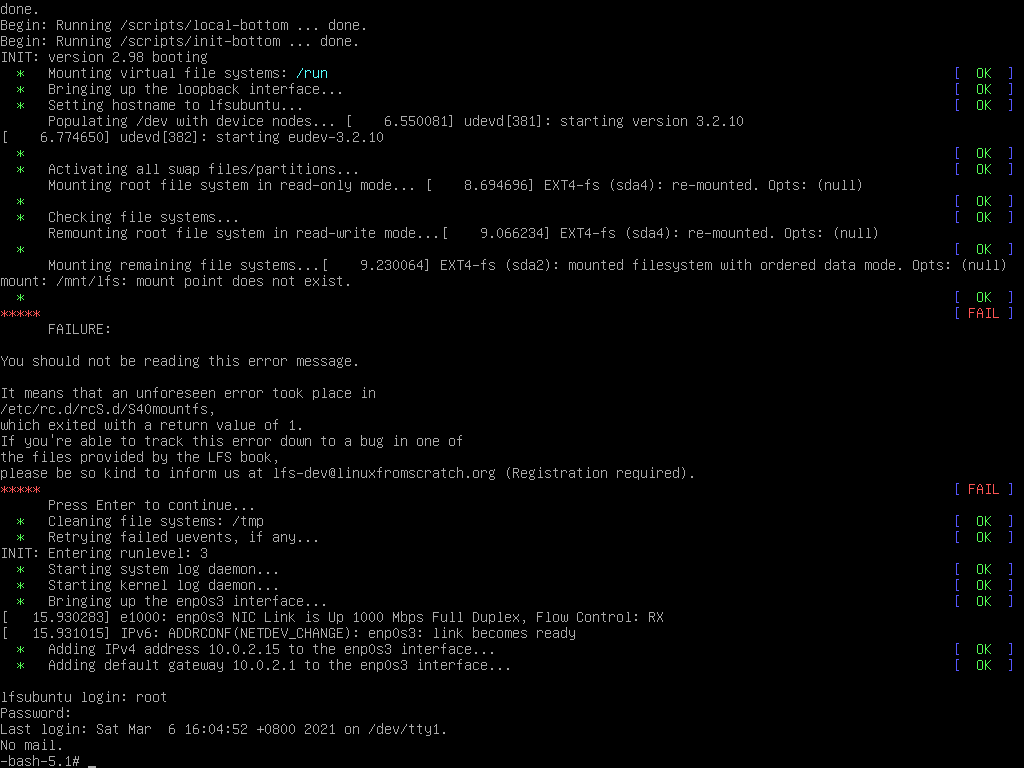 done.
Begin: Running /scripts/local-bottom ... done.
Begin: Running /scripts/init-bottom ... done.
INIT: version 2.98 booting
  *   Mounting virtual file systems: /run [  OK  ]
  *   Bringing up the loopback interface... [  OK  ]
  *   Setting hostname to lfsubuntu... [  OK  ]
      Populating /dev with device nodes... [    6.550081] udevd[381]: starting version 3.2.10
[    6.774650] udevd[382]: starting eudev-3.2.10
  * [  OK  ]
  *   Activating all swap files/partitions... [  OK  ]
      Mounting root file system in read-only mode... [    8.694696] EXT4-fs (sda4): re-mounted. Opts: (null)
  * [  OK  ]
  *   Checking file systems... [  OK  ]
      Remounting root file system in read-write mode...[    9.066234] EXT4-fs (sda4): re-mounted. Opts: (null)
  * [  OK  ]
      Mounting remaining file systems...[    9.230064] EXT4-fs (sda2): mounted filesystem with ordered data mode. Opts: (null)
mount: /mnt/lfs: mount point does not exist.
  * [  OK  ]
***** [ FAIL ]
      FAILURE:
You should not be reading this error message.
It means that an unforeseen error took place in
/etc/rc.d/rcS.d/S40mountfs,
which exited with a return value of 1.
If you're able to track this error down to a bug in one of
the files provided by the LFS book,
please be so kind to inform us at lfs-dev@linuxfromscratch.org (Registration required).
***** [ FAIL ]
      Press Enter to continue...
  *   Cleaning file systems: /tmp [  OK  ]
  *   Retrying failed uevents, if any... [  OK  ]
INIT: Entering runlevel: 3
  *   Starting system log daemon... [  OK  ]
  *   Starting kernel log daemon... [  OK  ]
  *   Bringing up the enp0s3 interface... [  OK  ]
[   15.930283] e1000: enp0s3 NIC Link is Up 1000 Mbps Full Duplex, Flow Control: RX
[   15.931015] IPv6: ADDRCONF(NETDEV_CHANGE): enp0s3: link becomes ready
  *   Adding IPv4 address 10.0.2.15 to the enp0s3 interface... [  OK  ]
  *   Adding default gateway 10.0.2.1 to the enp0s3 interface... [  OK  ]
lfsubuntu login: root
Password:
Last login: Sat Mar  6 16:04:52 +0800 2021 on /dev/tty1.
No mail.
-bash-5.1# _